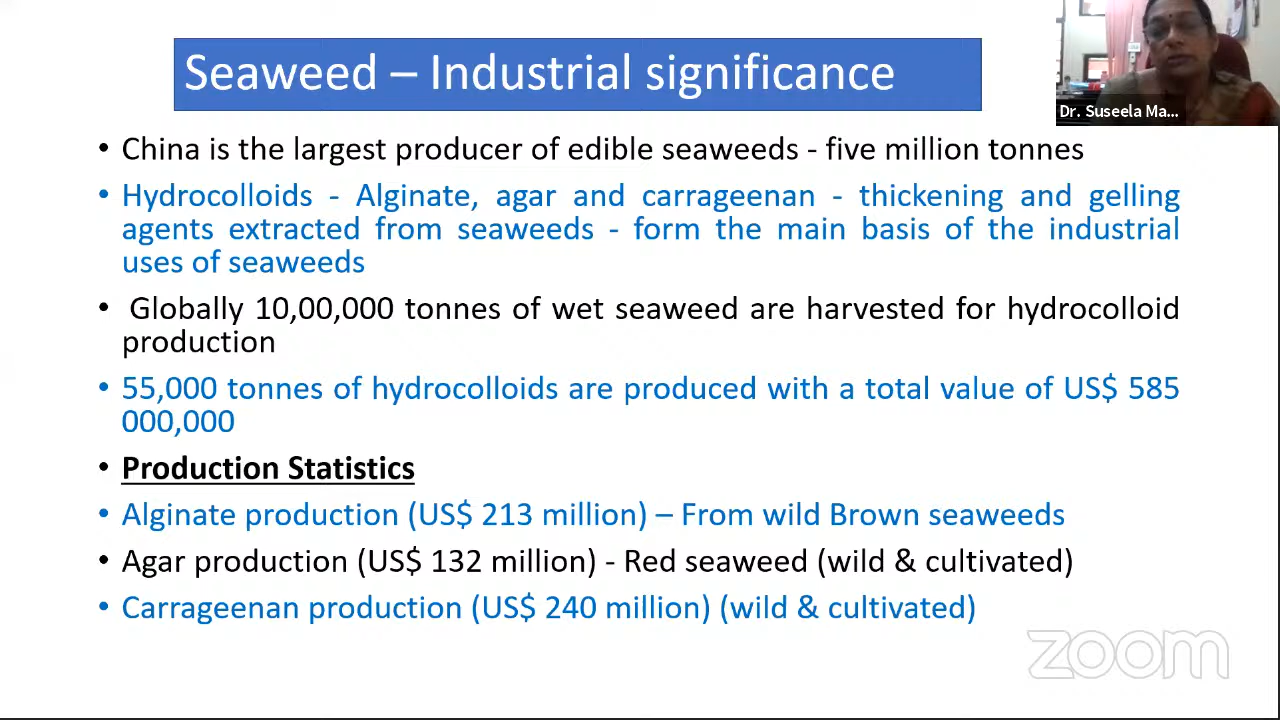 Seaweed – Industrial significance
Dr. Suseela Ma...
• China is the largest producer of edible seaweeds - five million tonnes
• Hydrocolloids - Alginate, agar and carrageenan - thickening and gelling
agents extracted from seaweeds - form the main basis of the industrial
uses of seaweeds
• Globally 10,00,000 tonnes of wet seaweed are harvested for hydrocolloid
production
• 55,000 tonnes of hydrocolloids are produced with a total value of US$ 585
000,000
• Production Statistics
• Alginate production (US$ 213 million) – From wild Brown seaweeds
• Agar production (US$ 132 million) - Red seaweed (wild & cultivated)
• Carrageenan production (US$ 240 million) (wild & cultivated)
zoom